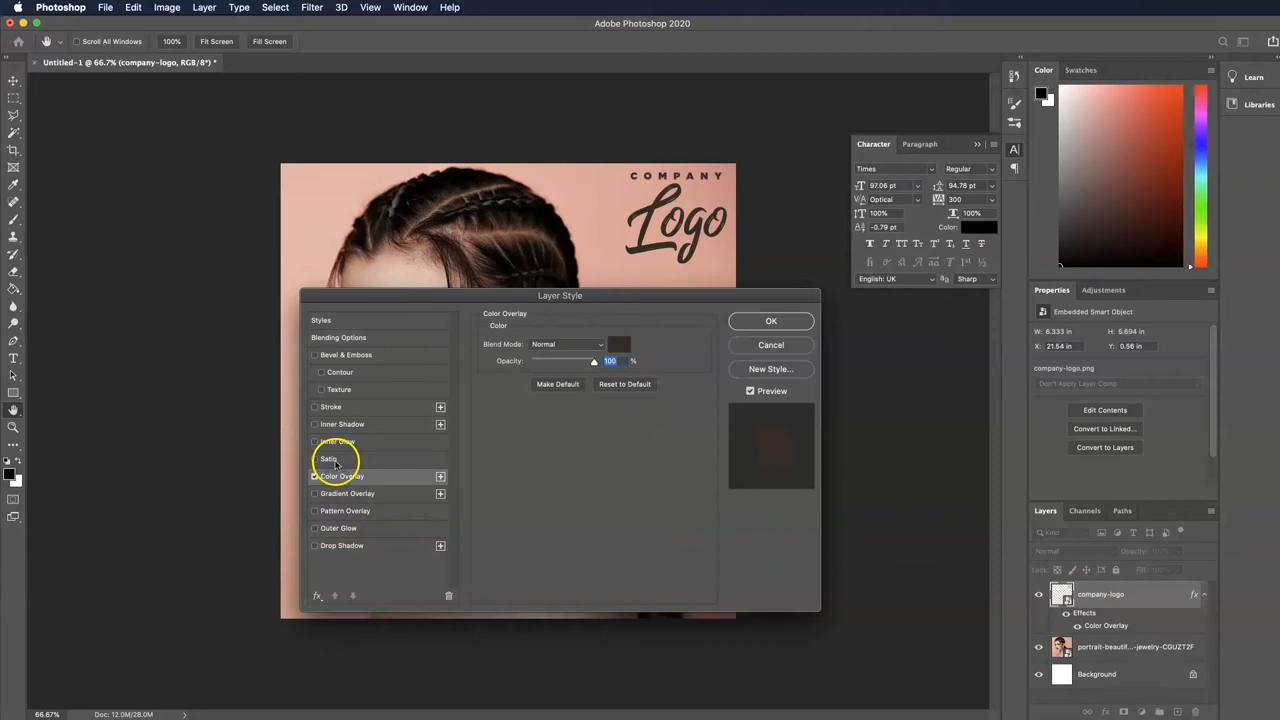 Photoshop File Edit Image Layer Type Select Filter 3D View Window Help
Adobe Photoshop 2020
Scroll All Windows 100% Fit Screen Fill Screen
Untitled-1 @ 66.7% (company-logo, RGB/8*) *
COMPANY
Logo
Character Paragraph
Times Regular
97.06 pt 94.78 pt
Optical 300
100% 100%
-0.79 pt Color:
English: UK Sharp
Color Swatches
Learn
Libraries
Properties Adjustments
Embedded Smart Object
W: 6.333 in H: 5.694 in
X: 21.54 in Y: 0.56 in
company-logo.png
Don't Apply Layer Comp
Edit Contents
Convert to Linked...
Convert to Layers
Layers Channels Paths
Kind
Normal Opacity: 100%
Lock: Fill: 100%
company-logo fx
Effects
Color Overlay
portrait-beautif...-jewelry-CGUZT2F
Background
Layer Style
Styles
Blending Options
Bevel & Emboss
Contour
Texture
Stroke
Inner Shadow
Inner Glow
Satin
Color Overlay
Gradient Overlay
Pattern Overlay
Outer Glow
Drop Shadow
fx
Color Overlay
Color
Blend Mode: Normal
Opacity: 100 %
Make Default Reset to Default
OK
Cancel
New Style...
Preview
66.67% Doc: 12.0M/28.0M